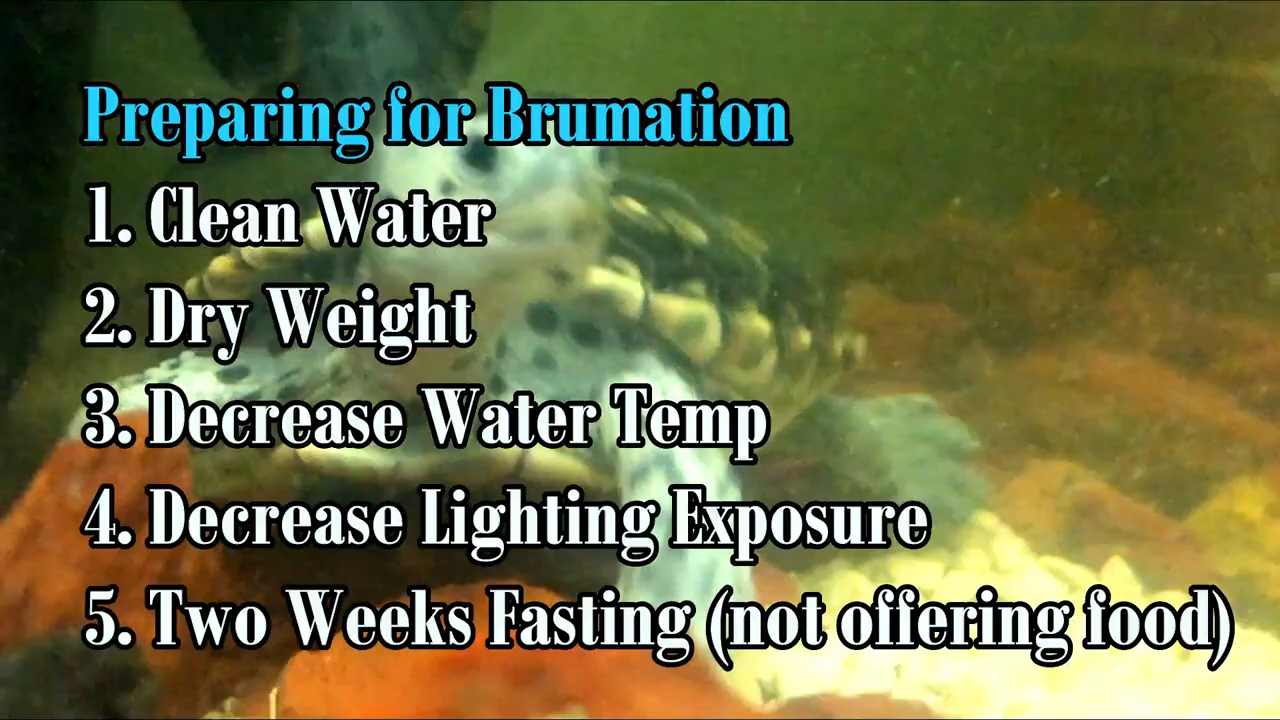 Preparing for Brumation
1. Clean Water
2. Dry Weight
3. Decrease Water Temp
4. Decrease Lighting Exposure
5. Two Weeks Fasting (not offering food)